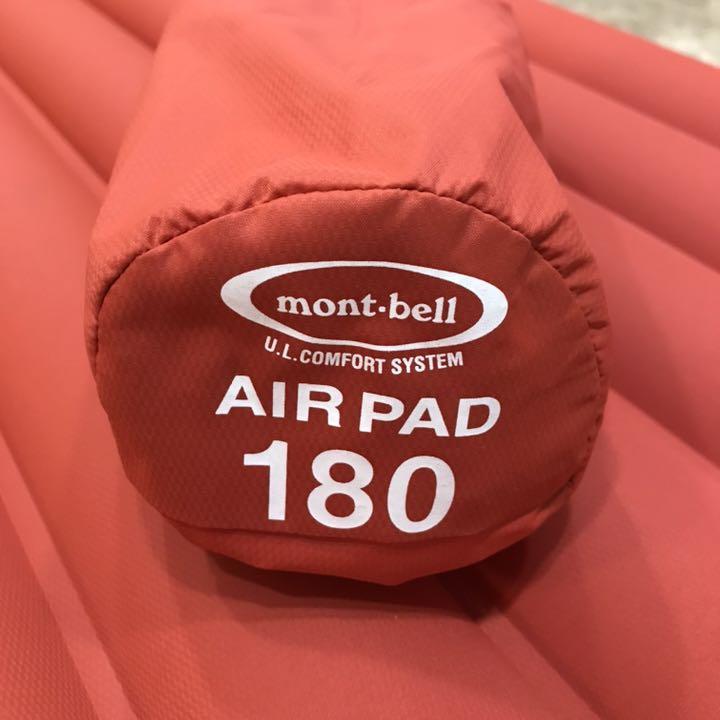 mont-bell
U.L.COMFORT SYSTEM
AIR PAD
180